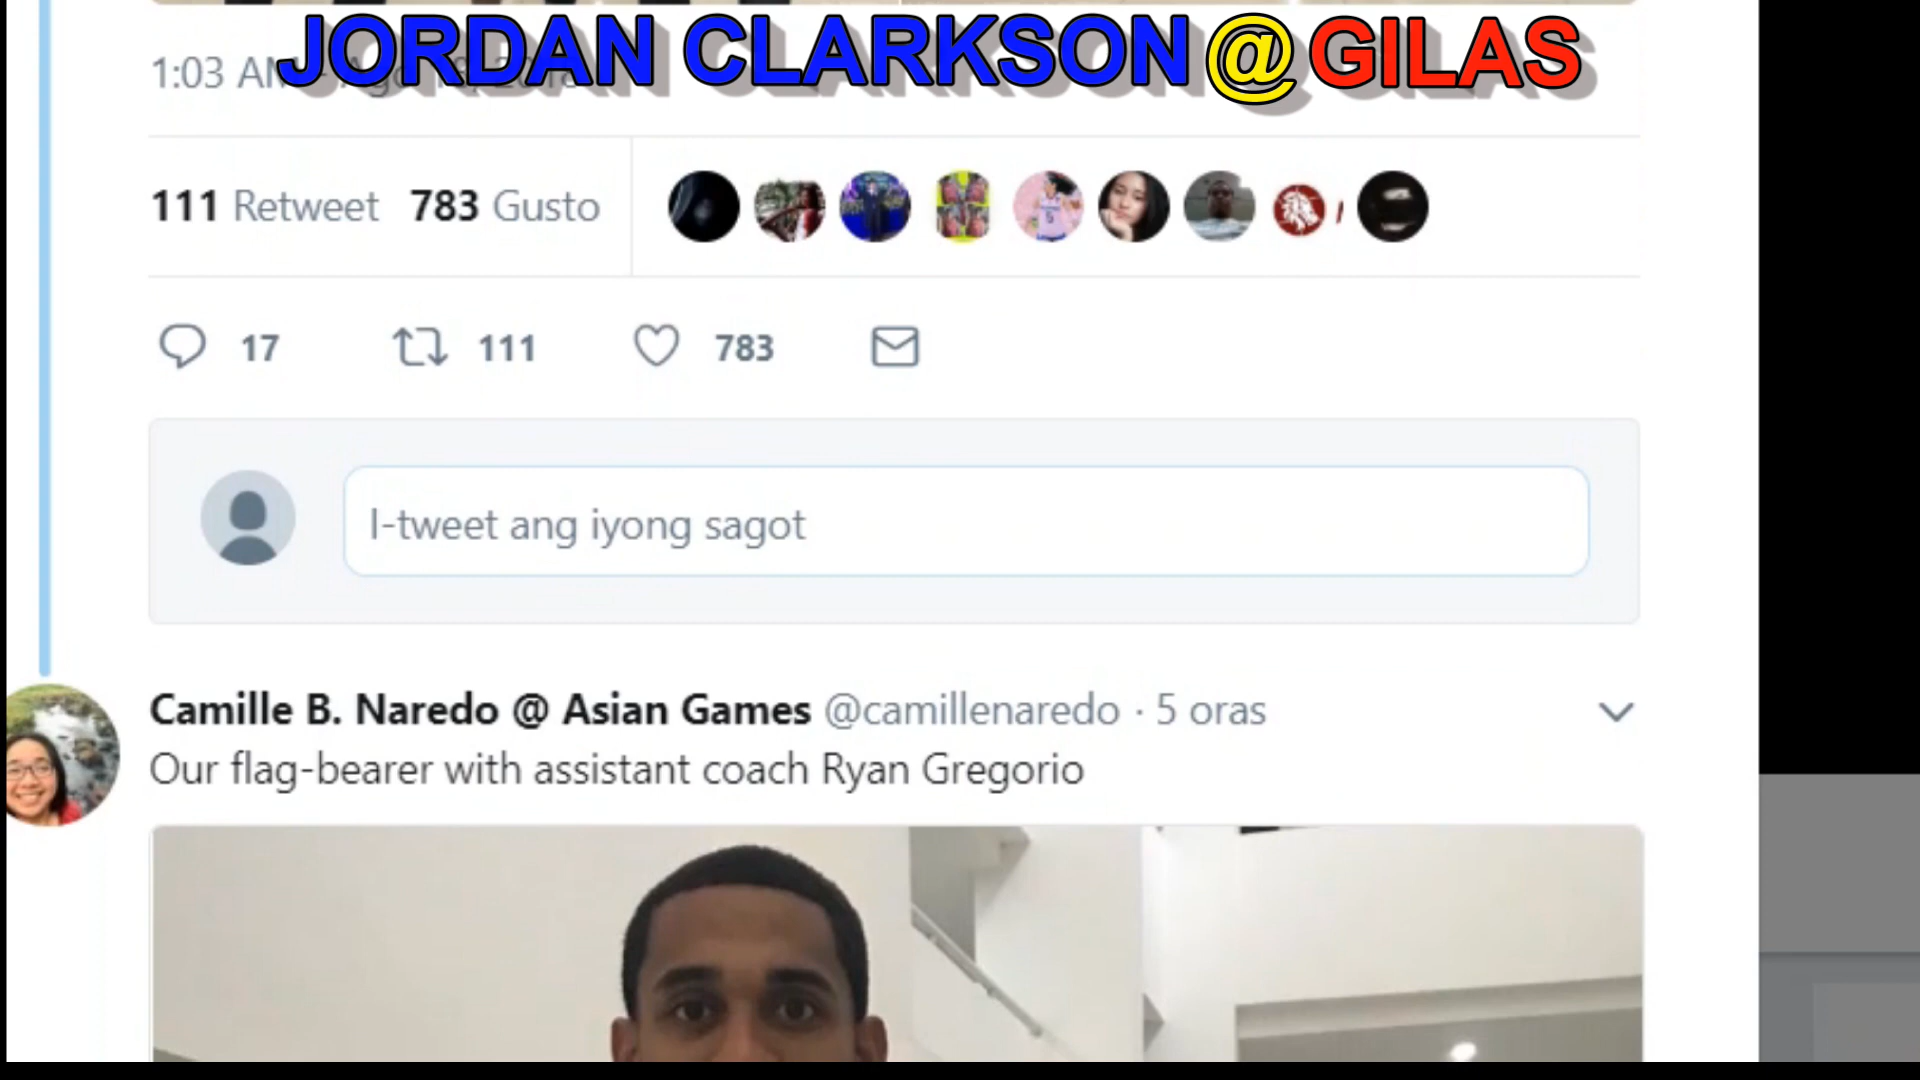 JORDAN CLARKSON @ GILAS
1:03 AM
111 Retweet 783 Gusto
17 111 783
I-tweet ang iyong sagot
Camille B. Naredo @ Asian Games @camillenaredo · 5 oras
Our flag-bearer with assistant coach Ryan Gregorio